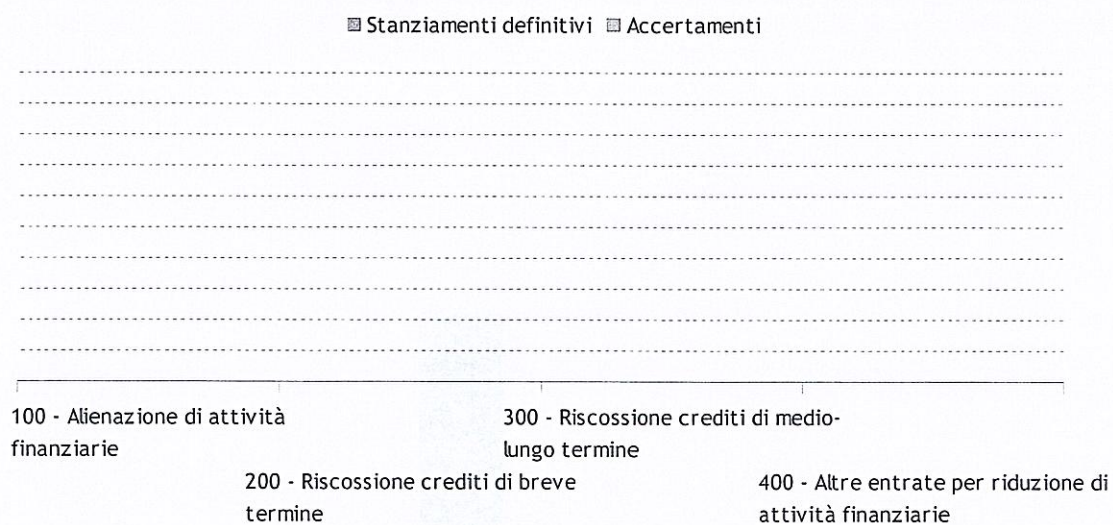 Stanziamenti definitivi Accertamenti
100 - Alienazione di attività
finanziarie
200 - Riscossione crediti di breve
termine
300 - Riscossione crediti di medio-
lungo termine
400 - Altre entrate per riduzione di
attività finanziarie